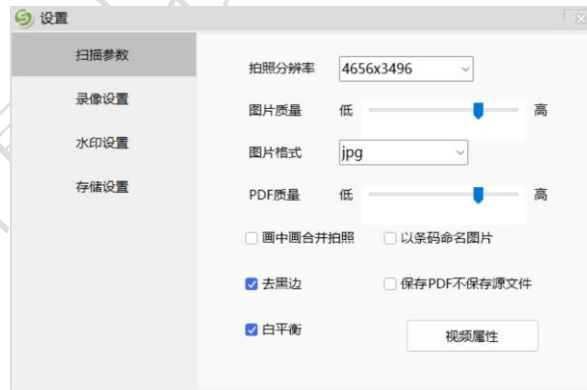 设置
扫描参数
录像设置
水印设置
存储设置
拍照分辨率 4656x3496
图片质量 低 高
图片格式 jpg
PDF质量 低 高
画中画合并拍照 以条码命名图片
去黑边 保存PDF不保存源文件
白平衡 视频属性